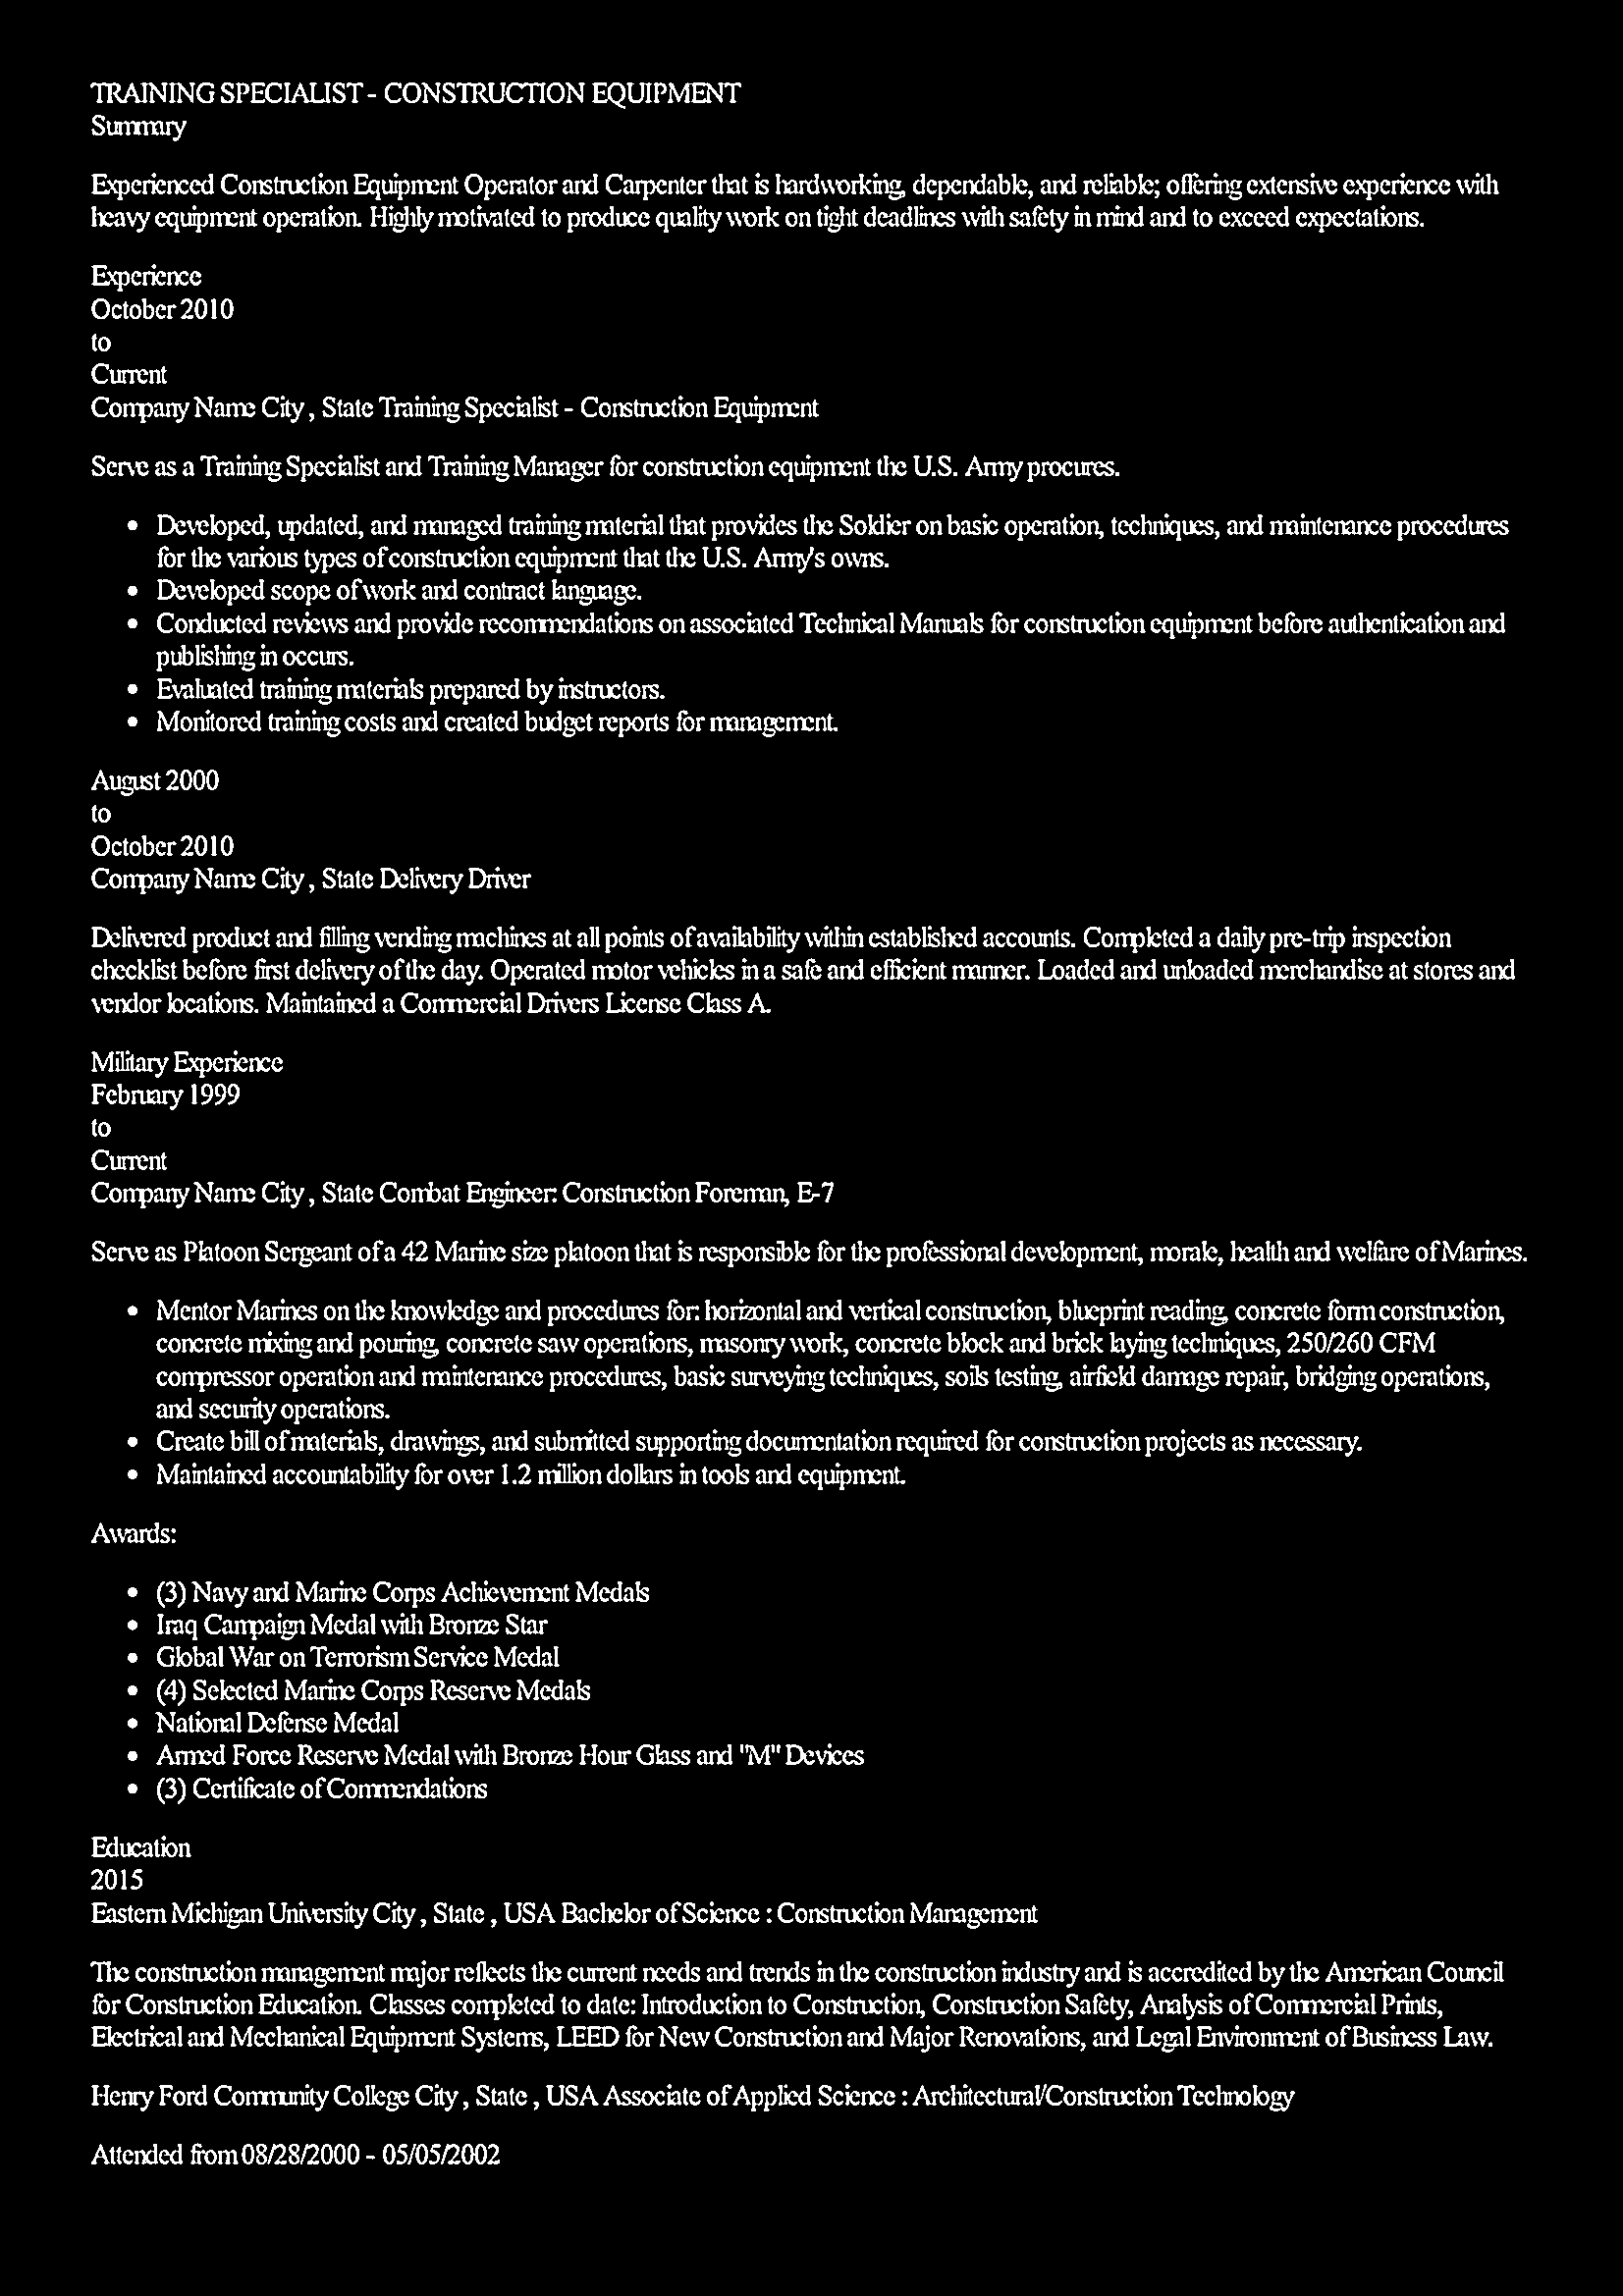 TRAINING SPECIALIST - CONSTRUCTION EQUIPMENT
Summary
Experienced Construction Equipment Operator and Carpenter that is hardworking, dependable, and reliable; offering extensive experience with
heavy equipment operation. Highly motivated to produce quality work on tight deadlines with safety in mind and to exceed expectations.
Experience
October 2010
to
Current
Company Name City , State Training Specialist - Construction Equipment
Serve as a Training Specialist and Training Manager for construction equipment the U.S. Army procures.
• Developed, updated, and managed training material that provides the Soldier on basic operation, techniques, and maintenance procedures
for the various types of construction equipment that the U.S. Army's owns.
• Developed scope of work and contract language.
• Conducted reviews and provide recommendations on associated Technical Manuals for construction equipment before authentication and
publishing in occurs.
• Evaluated training materials prepared by instructors.
• Monitored training costs and created budget reports for management.
August 2000
to
October 2010
Company Name City , State Delivery Driver
Delivered product and filling vending machines at all points of availability within established accounts. Completed a daily pre-trip inspection
checklist before first delivery of the day. Operated motor vehicles in a safe and efficient manner. Loaded and unloaded merchandise at stores and
vendor locations. Maintained a Commercial Drivers License Class A.
Military Experience
February 1999
to
Current
Company Name City , State Combat Engineer: Construction Foreman, E-7
Serve as Platoon Sergeant of a 42 Marine size platoon that is responsible for the professional development, morale, health and welfare of Marines.
• Mentor Marines on the knowledge and procedures for: horizontal and vertical construction, blueprint reading, concrete form construction,
concrete mixing and pouring, concrete saw operations, masonry work, concrete block and brick laying techniques, 250/260 CFM
compressor operation and maintenance procedures, basic surveying techniques, soils testing, airfield damage repair, bridging operations,
and security operations.
• Create bill of materials, drawings, and submitted supporting documentation required for construction projects as necessary.
• Maintained accountability for over 1.2 million dollars in tools and equipment.
Awards:
• (3) Navy and Marine Corps Achievement Medals
• Iraq Campaign Medal with Bronze Star
• Global War on Terrorism Service Medal
• (4) Selected Marine Corps Reserve Medals
• National Defense Medal
• Armed Force Reserve Medal with Bronze Hour Glass and "M" Devices
• (3) Certificate of Commendations
Education
2015
Eastern Michigan University City , State , USA Bachelor of Science : Construction Management
The construction management major reflects the current needs and trends in the construction industry and is accredited by the American Council
for Construction Education. Classes completed to date: Introduction to Construction, Construction Safety, Analysis of Commercial Prints,
Electrical and Mechanical Equipment Systems, LEED for New Construction and Major Renovations, and Legal Environment of Business Law.
Henry Ford Community College City , State , USA Associate of Applied Science : Architectural/Construction Technology
Attended from 08/28/2000 - 05/05/2002